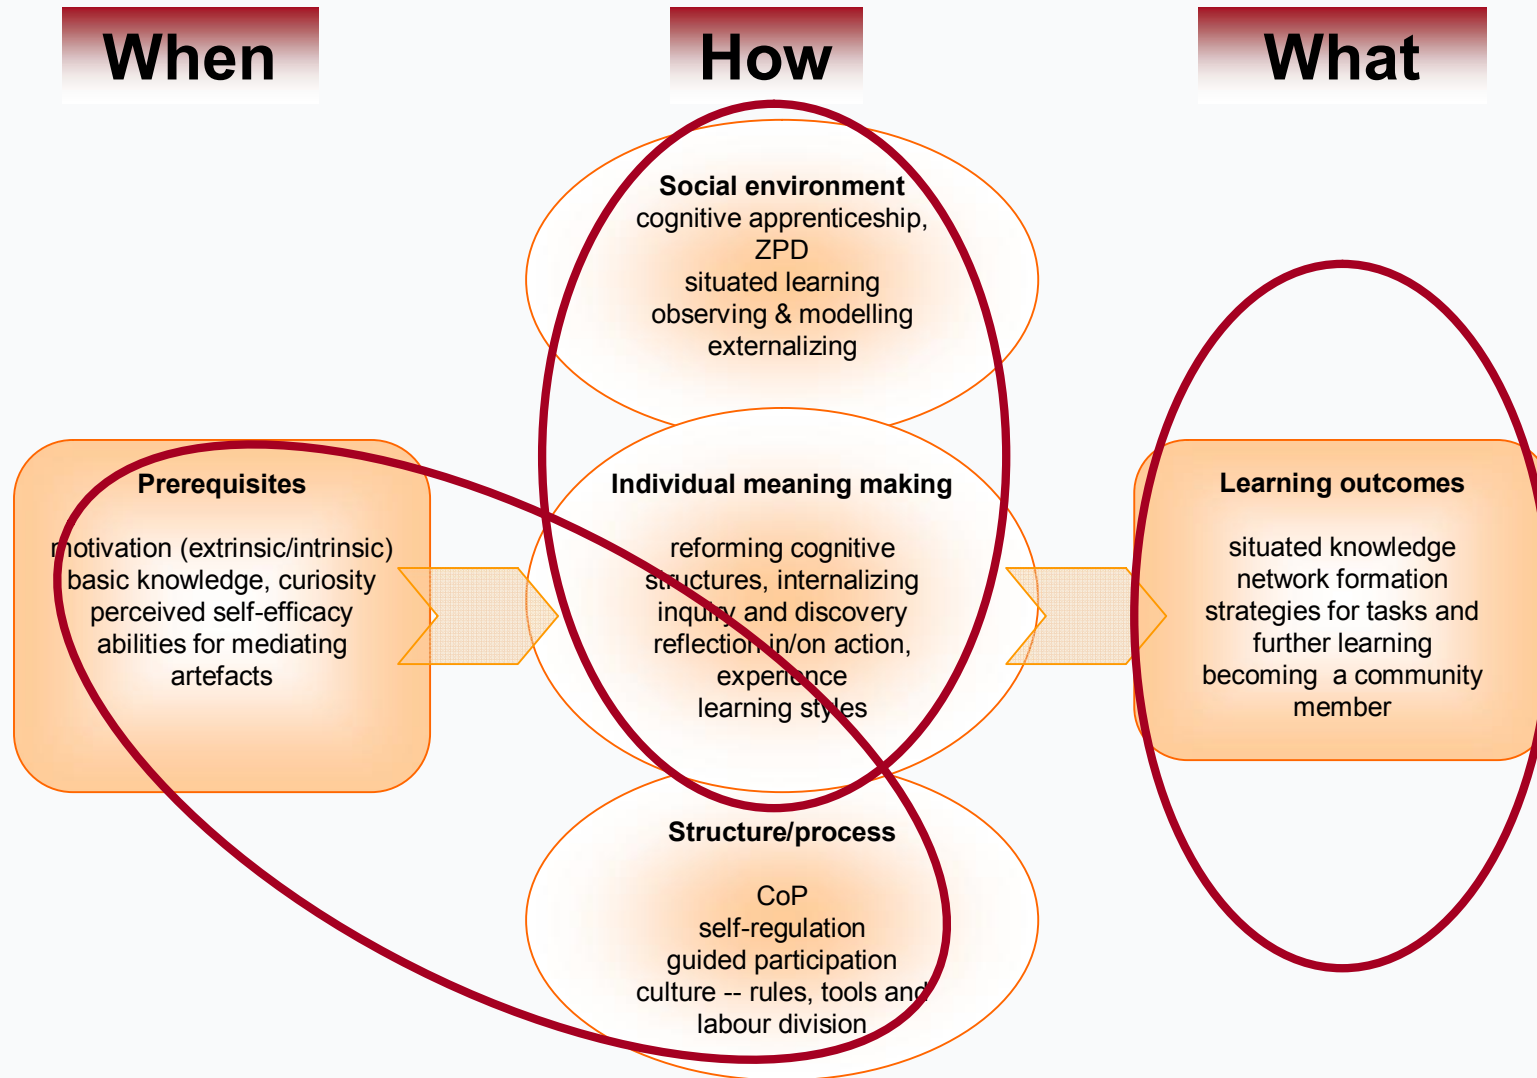 When
How
What
Social environment
cognitive apprenticeship,
ZPD
situated learning
observing & modelling
externalizing
Prerequisites
motivation (extrinsic/intrinsic)
basic knowledge, curiosity
perceived self-efficacy
abilities for mediating
artefacts
Individual meaning making
reforming cognitive
structures, internalizing
inquiry and discovery
reflection in/on action,
experience
learning styles
Learning outcomes
situated knowledge
network formation
strategies for tasks and
further learning
becoming a community
member
Structure/process
CoP
self-regulation
guided participation
culture -- rules, tools and
labour division